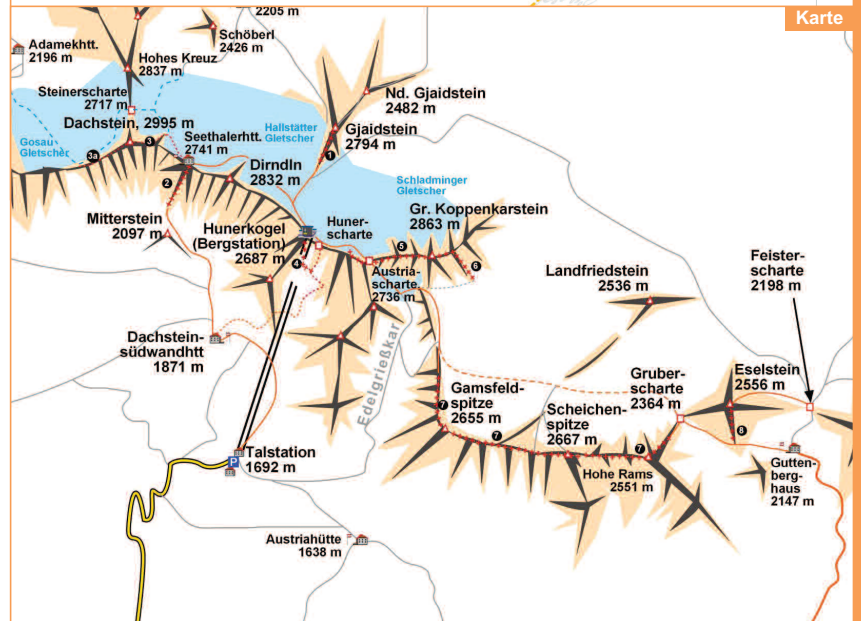 Karte
2205 m
Schöberl
2426 m
Adamekhtt.
2196 m
Hohes Kreuz
2837 m
Steinerscharte
2717 m
Nd. Gjaidstein
2482 m
Dachstein, 2995 m
Hallstätter
Gletscher
Gjaidstein
2794 m
Seethalerhtt.
2741 m
Gosau
Gletscher
3
3a
1
Dirndln
2832 m
Schladminger
Gletscher
2
Gr. Koppenkarstein
2863 m
Mitterstein
2097 m
Hunerkogel
(Bergstation)
2687 m
Huner-
scharte
5
4
6
Feister-
scharte
2198 m
Landfriedstein
2536 m
Austria-
scharte.
2736 m
Dachstein-
südwandhtt
1871 m
Edelgrießkar
Gruber-
scharte
2364 m
Eselstein
2556 m
Gamsfeld-
spitze
2655 m
Scheichen-
spitze
2667 m
7
7
7
8
Talstation
1692 m
P
Hohe Rams
2551 m
Gutten-
berg-
haus
2147 m
Austriahütte
1638 m